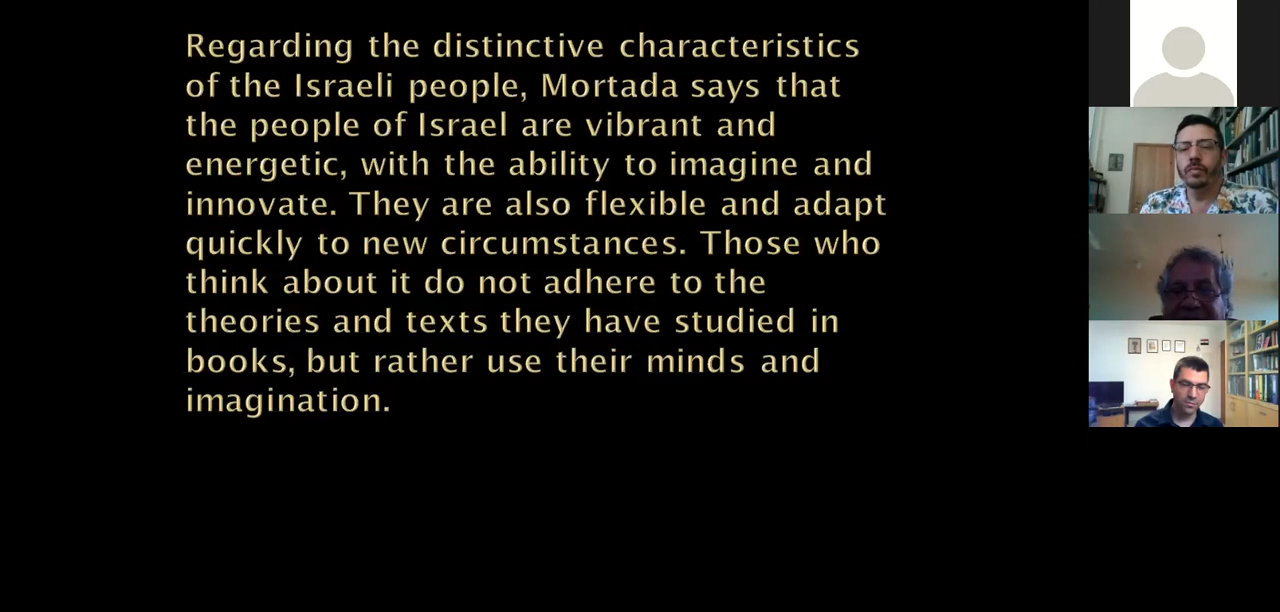 Regarding the distinctive characteristics
of the Israeli people, Mortada says that
the people of Israel are vibrant and
energetic, with the ability to imagine and
innovate. They are also flexible and adapt
quickly to new circumstances. Those who
think about it do not adhere to the
theories and texts they have studied in
books, but rather use their minds and
imagination.